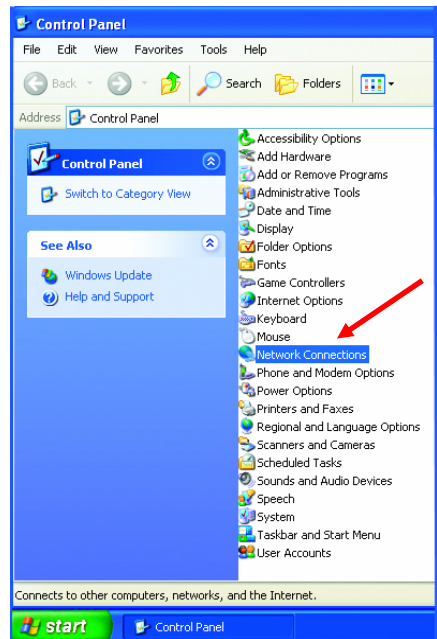 Control Panel
File Edit View Favorites Tools Help
Back Search Folders
Address Control Panel
Control Panel
Switch to Category View
See Also
Windows Update
Help and Support
Accessibility Options
Add Hardware
Add or Remove Programs
Administrative Tools
Date and Time
Display
Folder Options
Fonts
Game Controllers
Internet Options
Keyboard
Mouse
Network Connections
Phone and Modem Options
Power Options
Printers and Faxes
Regional and Language Options
Scanners and Cameras
Scheduled Tasks
Sounds and Audio Devices
Speech
System
Taskbar and Start Menu
User Accounts
Connects to other computers, networks, and the Internet.
start Control Panel